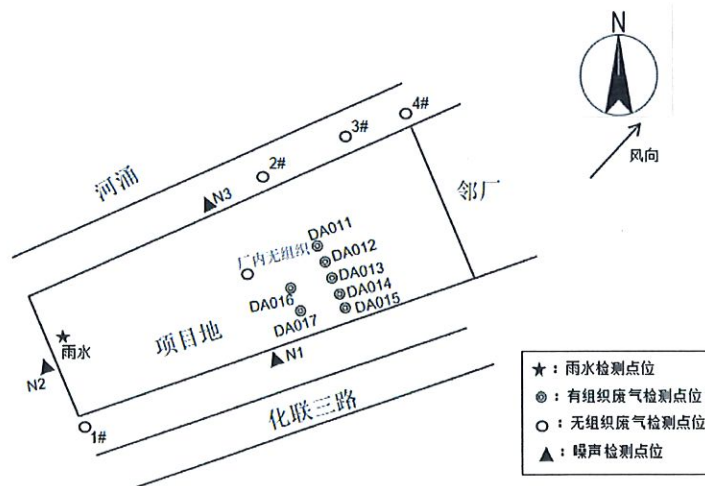 N
风向
4#
3#
2#
河涌
N3
邻厂
DA011
厂内无组织
DA012
DA013
DA016
DA014
DA015
DA017
项目地
雨水
N2
N1
1#
化联三路
★：雨水检测点位
◎：有组织废气检测点位
○：无组织废气检测点位
▲：噪声检测点位